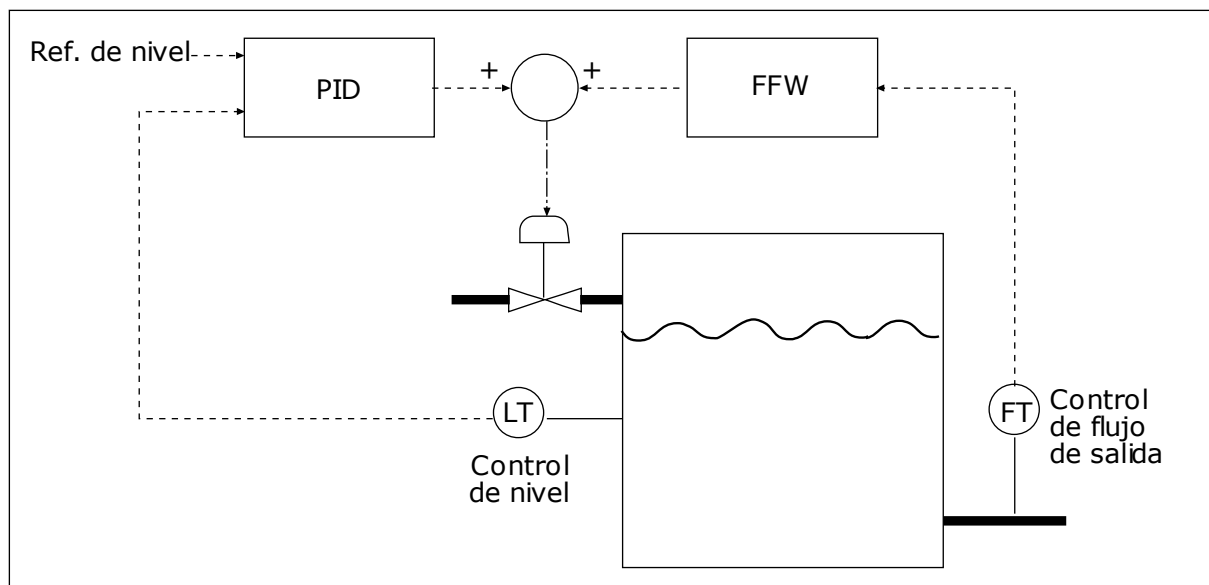 Ref. de nivel
PID
+
+
FFW
LT
Control
de nivel
FT
Control
de flujo
de salida